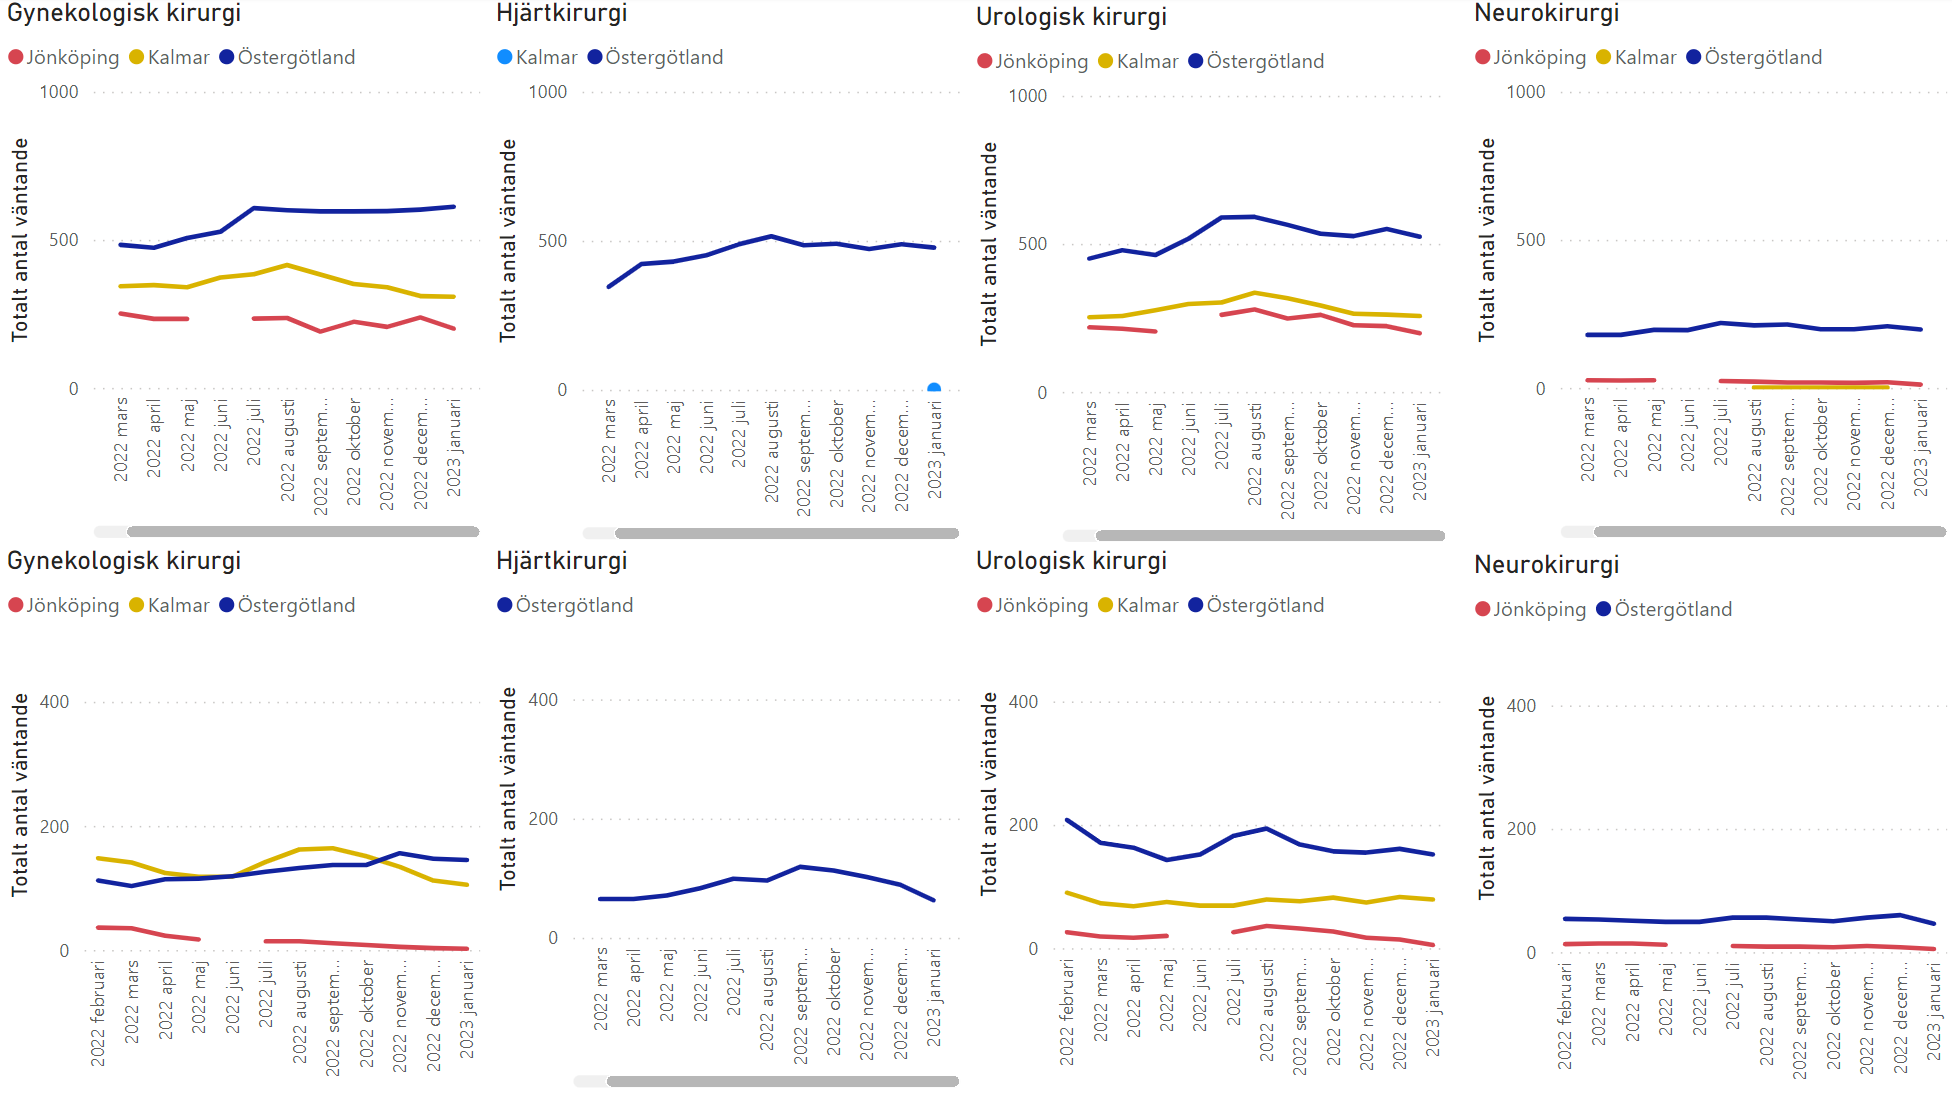 Gynekologisk kirurgi
Jönköping Kalmar Östergötland
Totalt antal väntande
1000
500
0
2022 mars
2022 april
2022 maj
2022 juni
2022 juli
2022 augusti
2022 septem...
2022 oktober
2022 novem...
2022 decem...
2023 januari
Hjärtkirurgi
Kalmar Östergötland
Totalt antal väntande
1000
500
0
2022 mars
2022 april
2022 maj
2022 juni
2022 juli
2022 augusti
2022 septem...
2022 oktober
2022 novem...
2022 decem...
2023 januari
Urologisk kirurgi
Jönköping Kalmar Östergötland
Totalt antal väntande
1000
500
0
2022 mars
2022 april
2022 maj
2022 juni
2022 juli
2022 augusti
2022 septem...
2022 oktober
2022 novem...
2022 decem...
2023 januari
Neurokirurgi
Jönköping Kalmar Östergötland
Totalt antal väntande
1000
500
0
2022 mars
2022 april
2022 maj
2022 juni
2022 juli
2022 augusti
2022 septem...
2022 oktober
2022 novem...
2022 decem...
2023 januari
Gynekologisk kirurgi
Jönköping Kalmar Östergötland
Totalt antal väntande
400
200
0
2022 februari
2022 mars
2022 april
2022 maj
2022 juni
2022 juli
2022 augusti
2022 septem...
2022 oktober
2022 novem...
2022 decem...
2023 januari
Hjärtkirurgi
Östergötland
Totalt antal väntande
400
200
0
2022 mars
2022 april
2022 maj
2022 juni
2022 juli
2022 augusti
2022 septem...
2022 oktober
2022 novem...
2022 decem...
2023 januari
Urologisk kirurgi
Jönköping Kalmar Östergötland
Totalt antal väntande
400
200
0
2022 februari
2022 mars
2022 april
2022 maj
2022 juni
2022 juli
2022 augusti
2022 septem...
2022 oktober
2022 novem...
2022 decem...
2023 januari
Neurokirurgi
Jönköping Östergötland
Totalt antal väntande
400
200
0
2022 februari
2022 mars
2022 april
2022 maj
2022 juni
2022 juli
2022 augusti
2022 septem...
2022 oktober
2022 novem...
2022 decem...
2023 januari